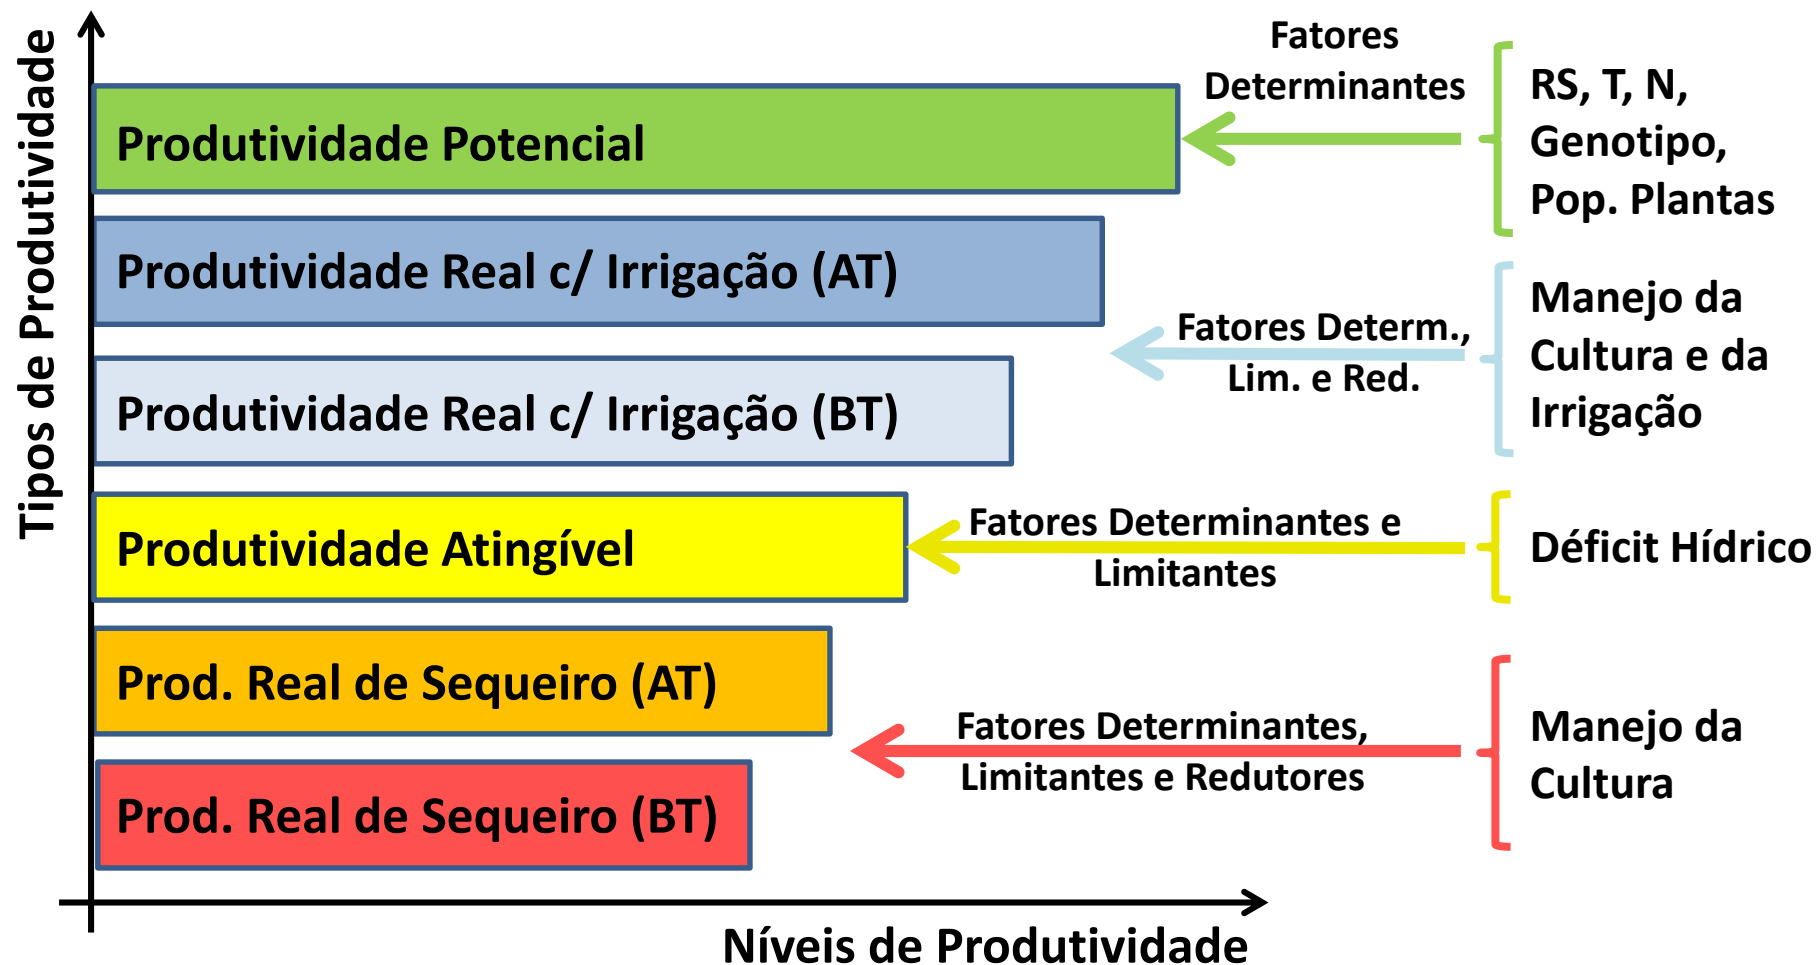 Tipos de Produtividade
Produtividade Potencial
Fatores
Determinantes
RS, T, N,
Genotipo,
Pop. Plantas
Produtividade Real c/ Irrigação (AT)
Produtividade Real c/ Irrigação (BT)
Fatores Determ.,
Lim. e Red.
Manejo da
Cultura e da
Irrigação
Produtividade Atingível
Fatores Determinantes e
Limitantes
Déficit Hídrico
Prod. Real de Sequeiro (AT)
Prod. Real de Sequeiro (BT)
Fatores Determinantes,
Limitantes e Redutores
Manejo da
Cultura
Níveis de Produtividade